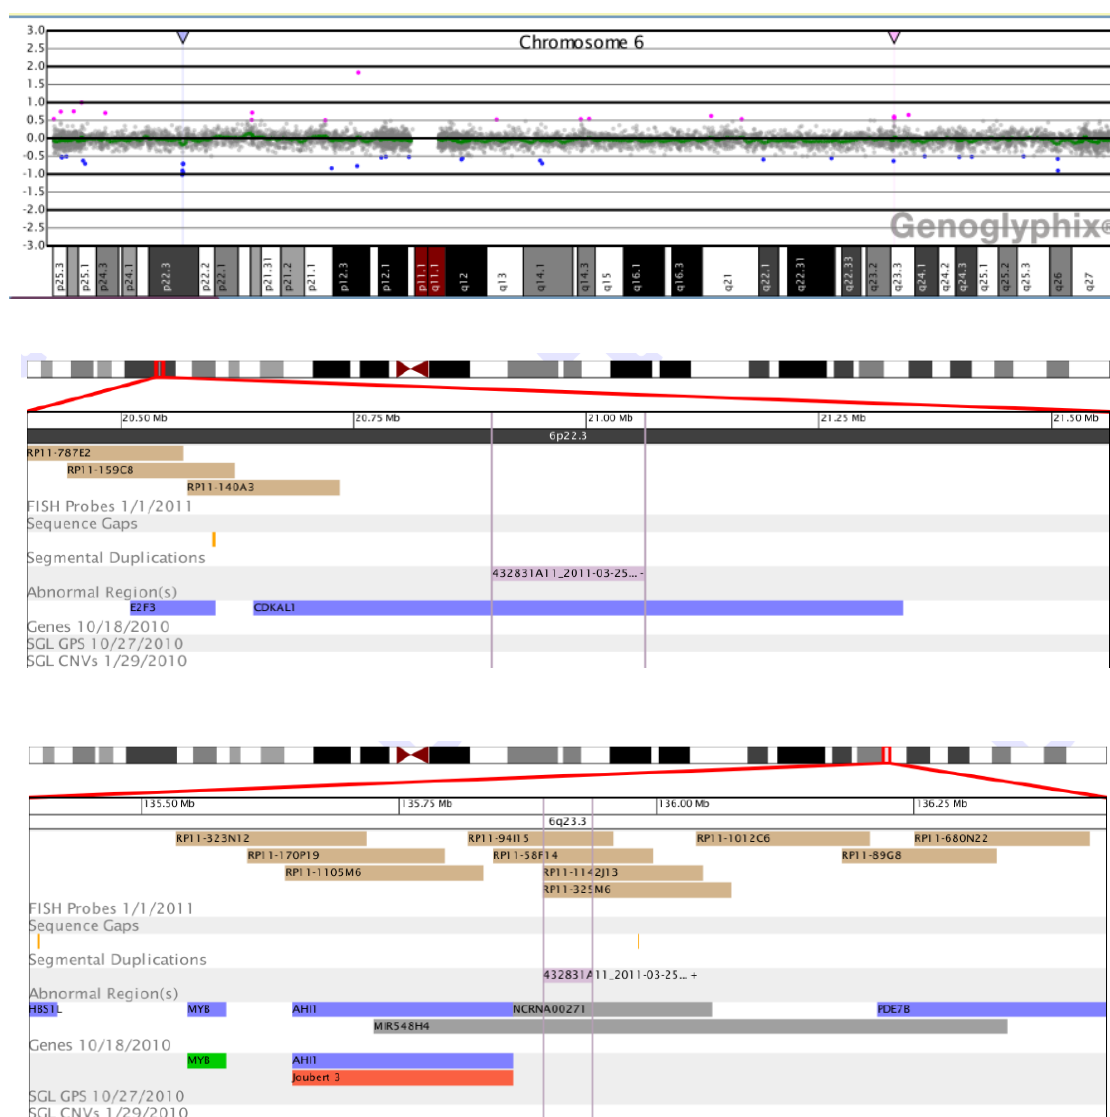 Chromosome 6
3.0
2.5
2.0
1.5
1.0
0.5
0.0
-0.5
-1.0
-1.5
-2.0
-2.5
-3.0
Genoglyphix®
p25.3 p25.1 p24.3 p24.1 p22.3 p22.2 p22.1 p21.31 p21.2 p21.1 p12.3 p12.1 p11.1 q11.1 q12 q13 q14.1 q14.3 q15 q16.1 q16.3 q21 q22.1 q22.31 q22.33 q23.2 q23.3 q24.1 q24.2 q24.3 q25.1 q25.2 q25.3 q26 q27
20.50 Mb 20.75 Mb 21.00 Mb 21.25 Mb 21.50 Mb
6p22.3
RP11-787E2
RP11-159C8
RP11-140A3
FISH Probes 1/1/2011
Sequence Gaps
Segmental Duplications
432831A11_2011-03-25... -
Abnormal Region(s)
E2F3 CDKAL1
Genes 10/18/2010
SGL GPS 10/27/2010
SGL CNVs 1/29/2010
135.50 Mb 135.75 Mb 136.00 Mb 136.25 Mb
6q23.3
RP11-323N12 RP11-94I15 RP11-1012C6 RP11-680N22
RP11-170P19 RP11-58F14 RP11-89G8
RP11-1105M6 RP11-1142J13
RP11-325M6
FISH Probes 1/1/2011
Sequence Gaps
Segmental Duplications
432831A11_2011-03-25... +
Abnormal Region(s)
HBS1L MYB AHI1 NCRNA00271 PDE7B
MIR548H4
Genes 10/18/2010
MYB AHI1
Joubert 3
SGL GPS 10/27/2010
SGL CNVs 1/29/2010